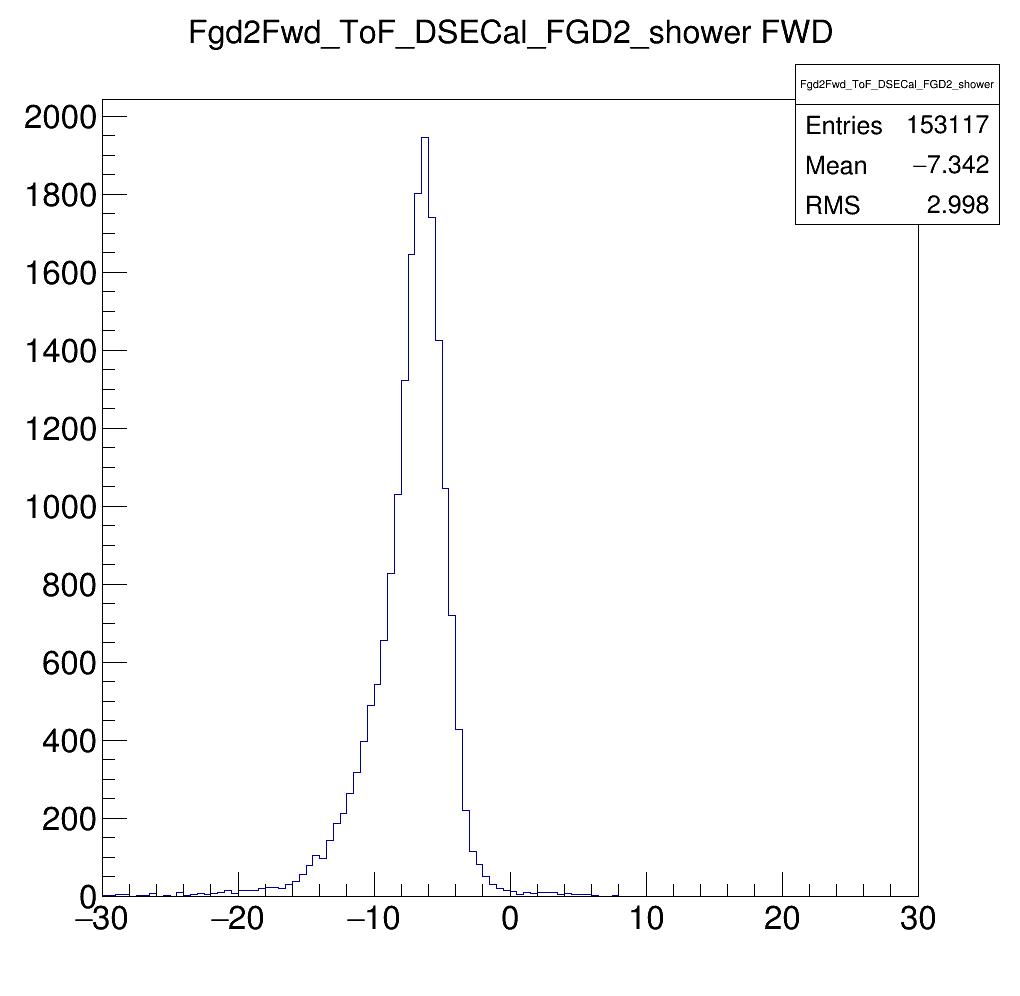 Fgd2Fwd_ToF_DSECal_FGD2_shower FWD
Fgd2Fwd_ToF_DSECal_FGD2_shower
Entries 153117
Mean −7.342
RMS 2.998
2000
1800
1600
1400
1200
1000
800
600
400
200
0
−30 −20 −10 0 10 20 30